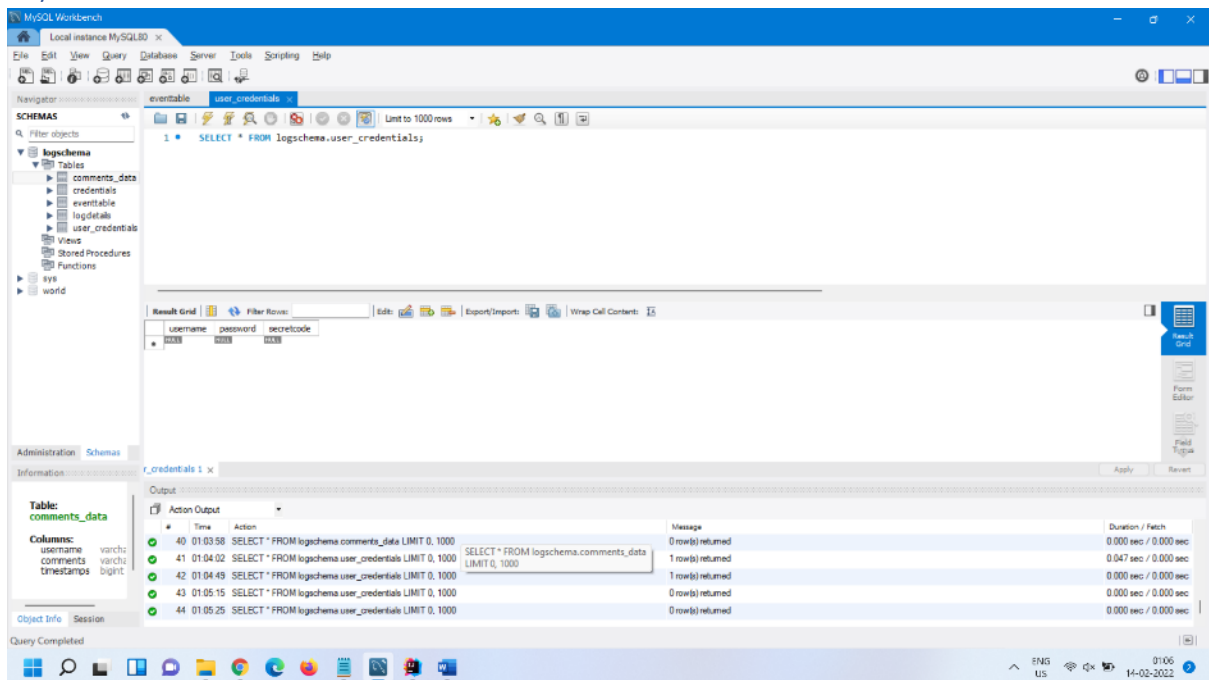 MySQL Workbench
Local instance MySQL80 ×
File Edit View Query Database Server Tools Scripting Help
Navigator
eventtable user_credentials ×
SCHEMAS
Filter objects
Limit to 1000 rows
1 SELECT * FROM logschema.user_credentials;
logschema
Tables
comments_data
credentials
eventtable
logdetails
user_credentials
Views
Stored Procedures
Functions
sys
world
Result Grid Filter Rows: Edit: Export/Import: Wrap Cell Content:
username password secretcode
NULL NULL NULL
Result Grid
Form Editor
Field Types
Administration Schemas
Information
r_credentials 1 ×
Apply Revert
Output
Action Output
Table:
comments_data
Columns:
username varcha
comments varcha
timestamps bigint
# Time Action Message Duration / Fetch
40 01:03:58 SELECT * FROM logschema.comments_data LIMIT 0, 1000 0 row(s) returned 0.000 sec / 0.000 sec
41 01:04:02 SELECT * FROM logschema.user_credentials LIMIT 0, 1000 1 row(s) returned 0.047 sec / 0.000 sec
SELECT * FROM logschema.comments_data
LIMIT 0, 1000
42 01:04:49 SELECT * FROM logschema.user_credentials LIMIT 0, 1000 1 row(s) returned 0.000 sec / 0.000 sec
43 01:05:15 SELECT * FROM logschema.user_credentials LIMIT 0, 1000 0 row(s) returned 0.000 sec / 0.000 sec
44 01:05:25 SELECT * FROM logschema.user_credentials LIMIT 0, 1000 0 row(s) returned 0.000 sec / 0.000 sec
Object Info Session
Query Completed
ENG
US
01:06
14-02-2022
2